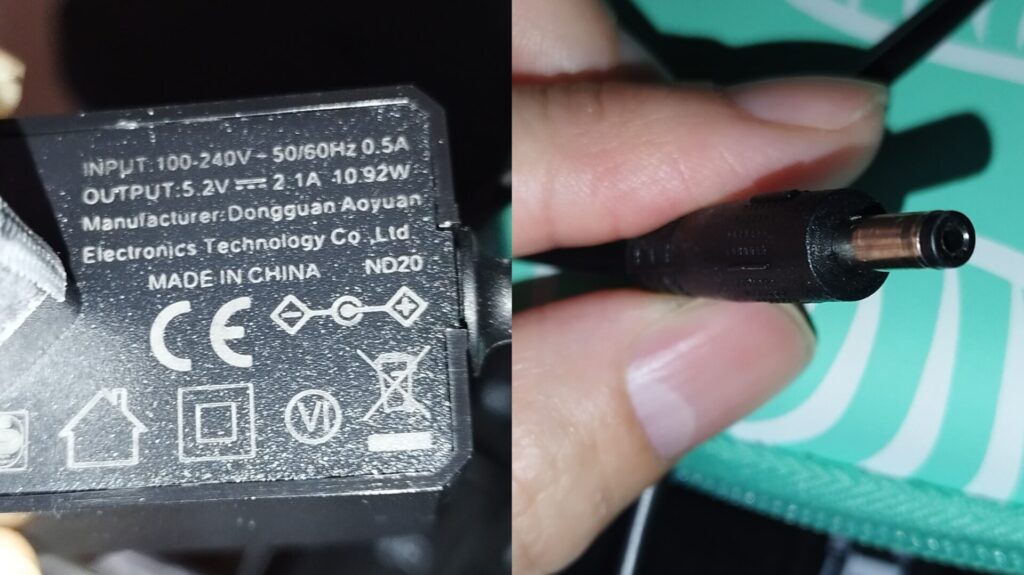 INPUT:100-240V~50/60Hz 0.5A
OUTPUT:5.2V⎓2.1A 10.92W
Manufacturer:Dongguan Aoyuan
Electronics Technology Co.,Ltd
MADE IN CHINA ND20
CE
VI